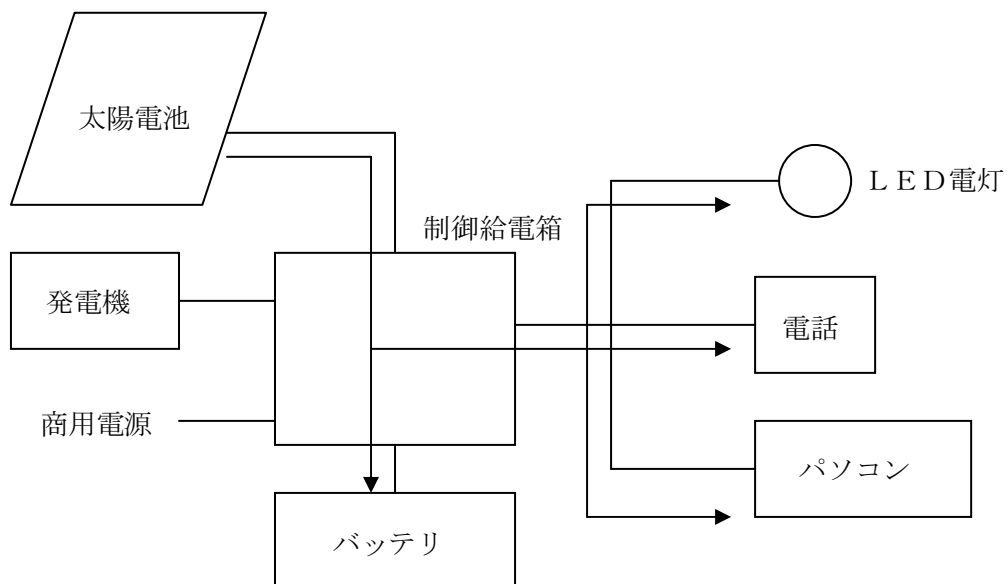 太陽電池
LED電灯
制御給電箱
発電機
電話
商用電源
パソコン
バッテリ